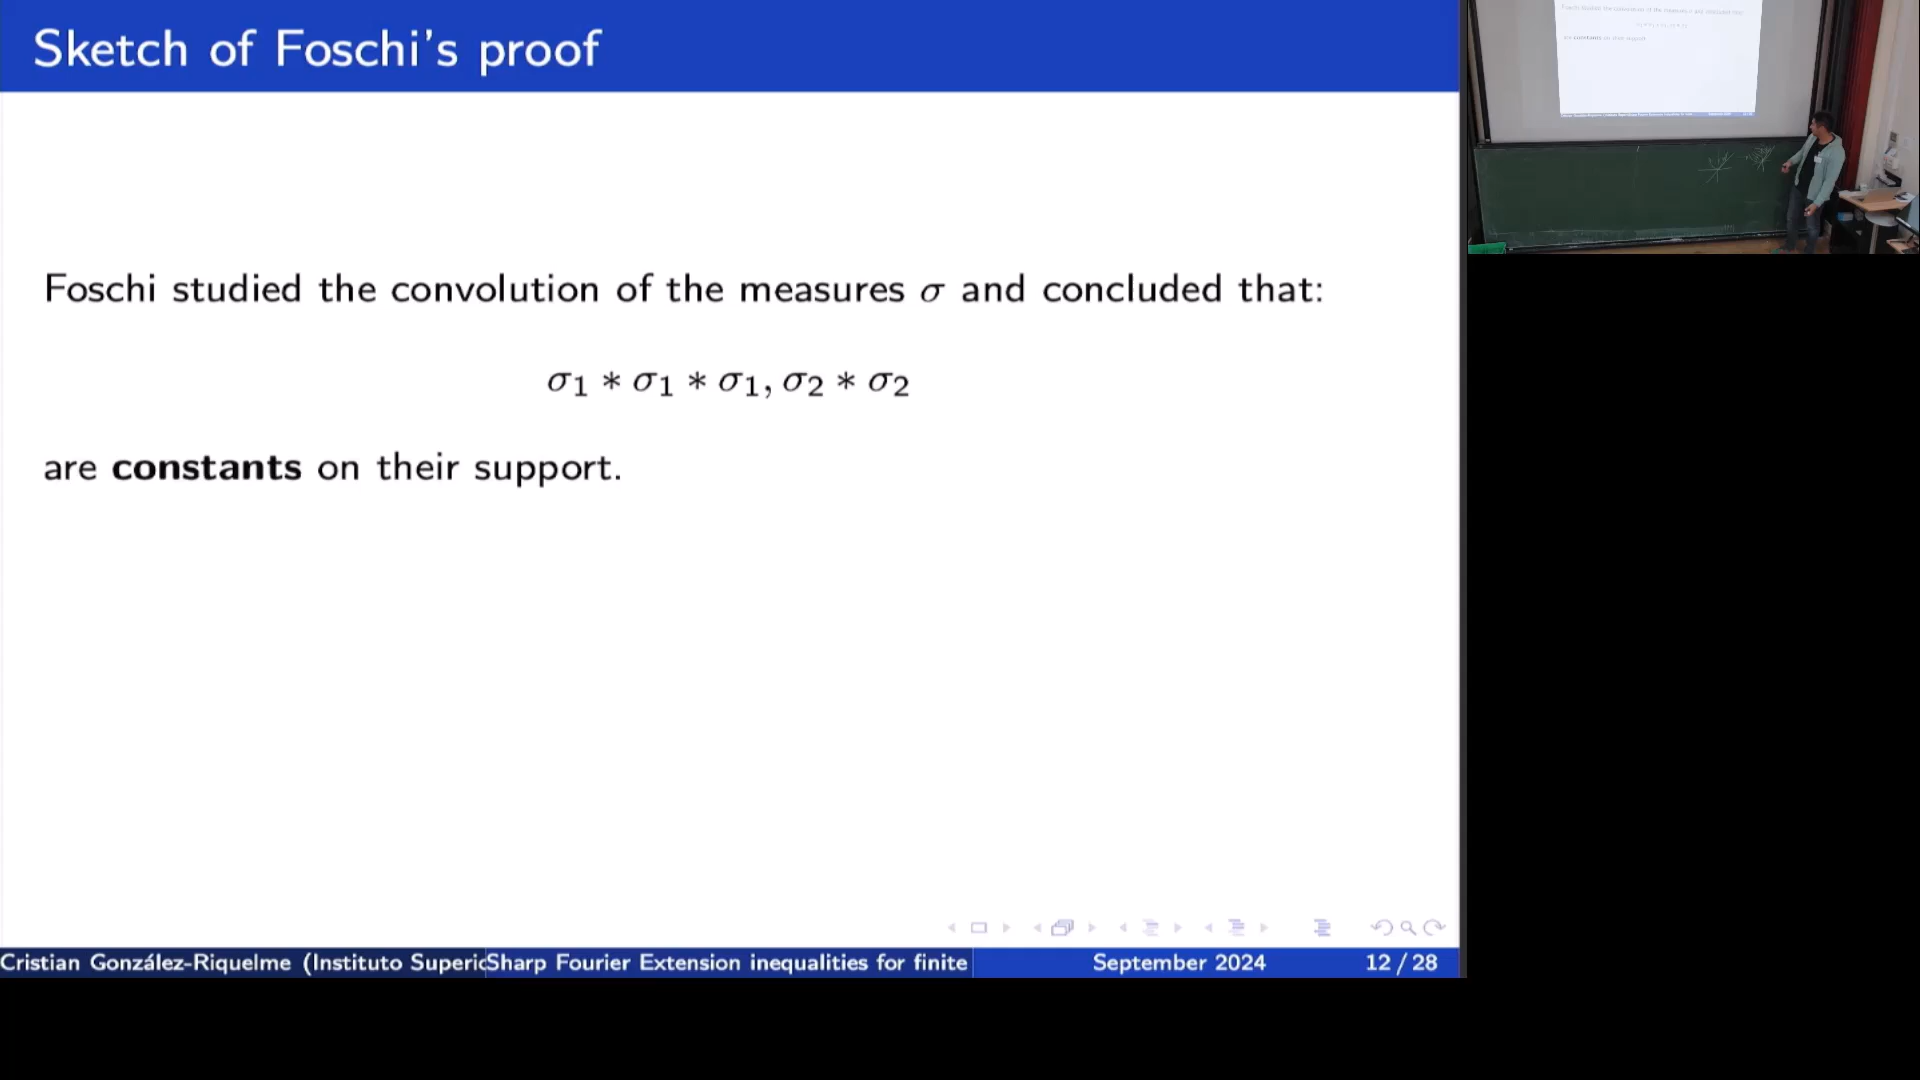 Sketch of Foschi's proof
Foschi studied the convolution of the measures σ and concluded that:
σ₁ * σ₁ * σ₁, σ₂ * σ₂
are constants on their support.
Cristian González-Riquelme (Instituto Superic Sharp Fourier Extension inequalities for finite September 2024 12 / 28